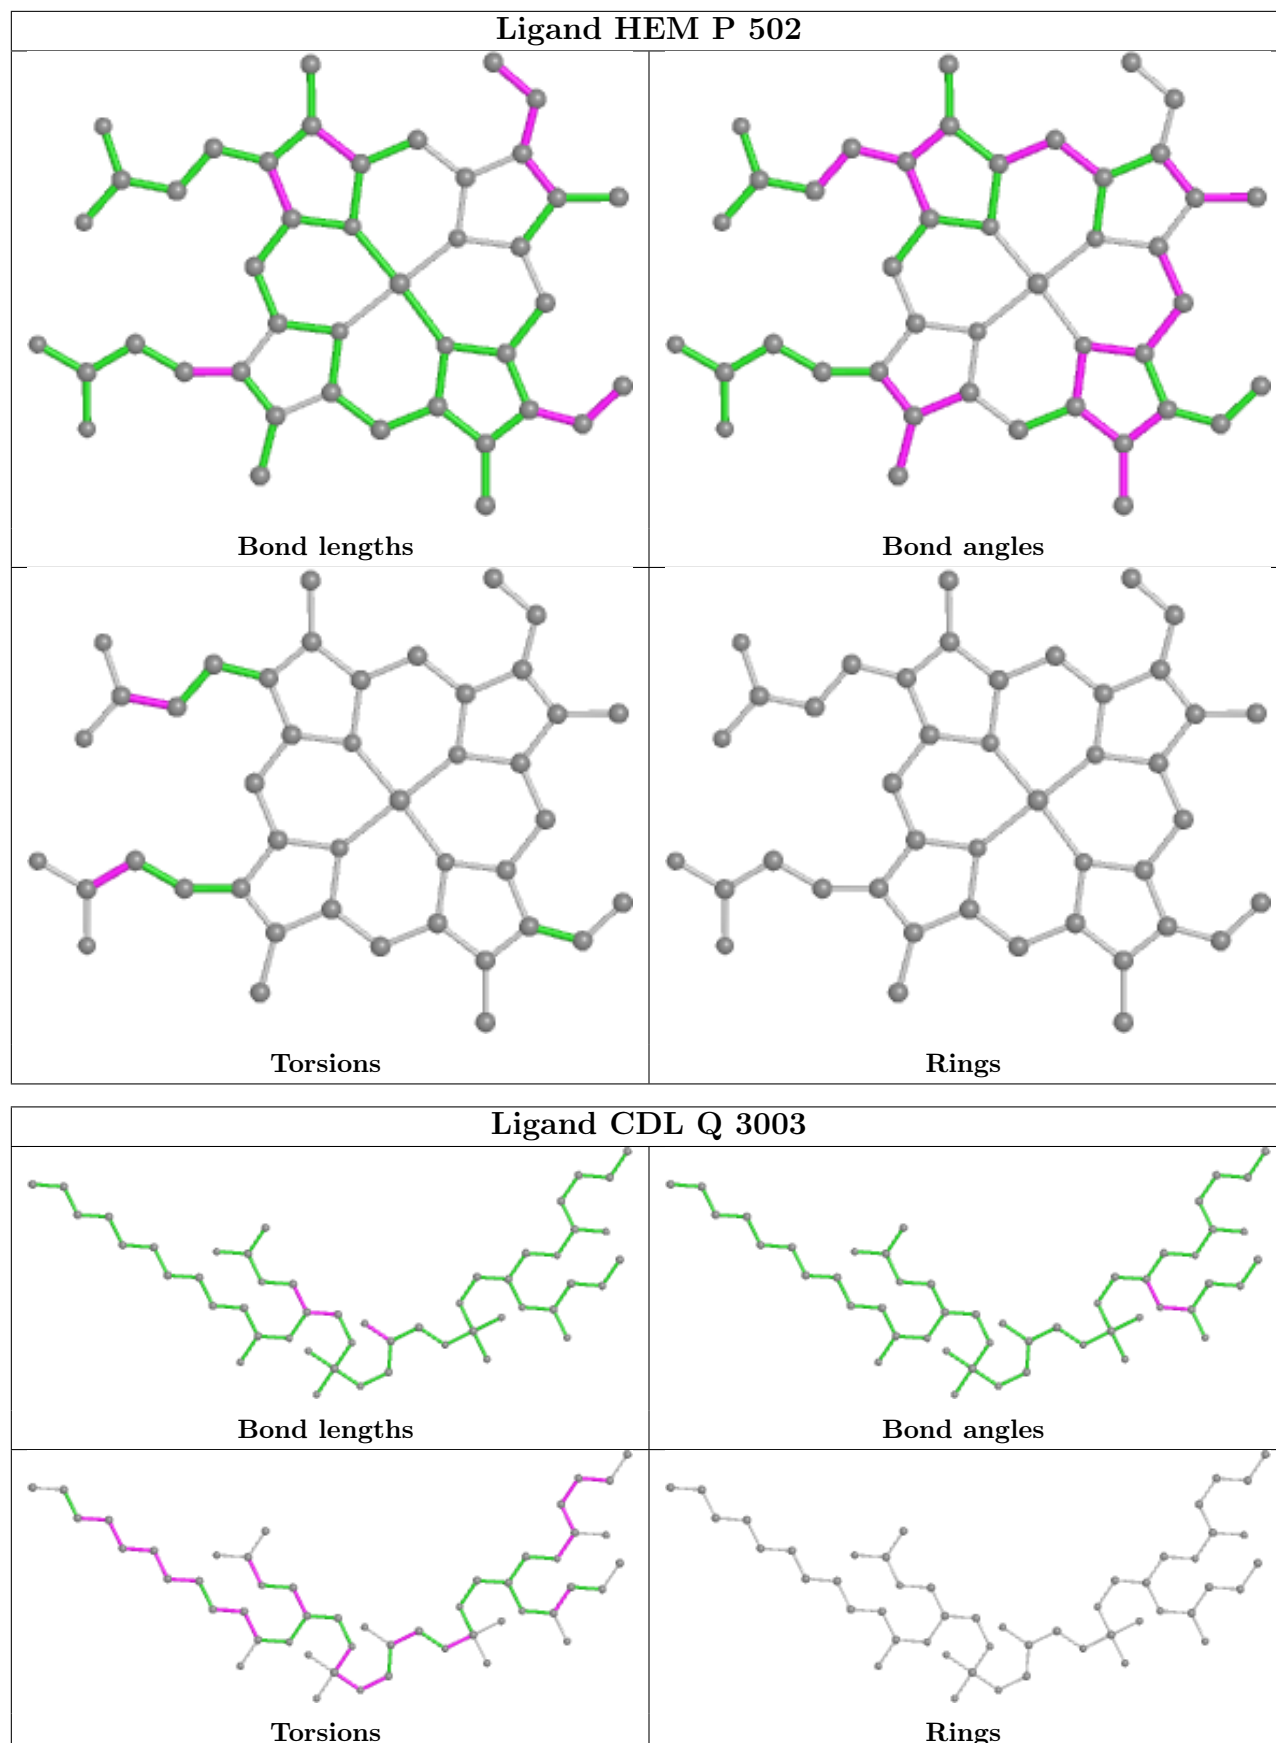 Ligand HEM P 502
Bond lengths
Bond angles
Torsions
Rings
Ligand CDL Q 3003
Bond lengths
Bond angles
Torsions
Rings